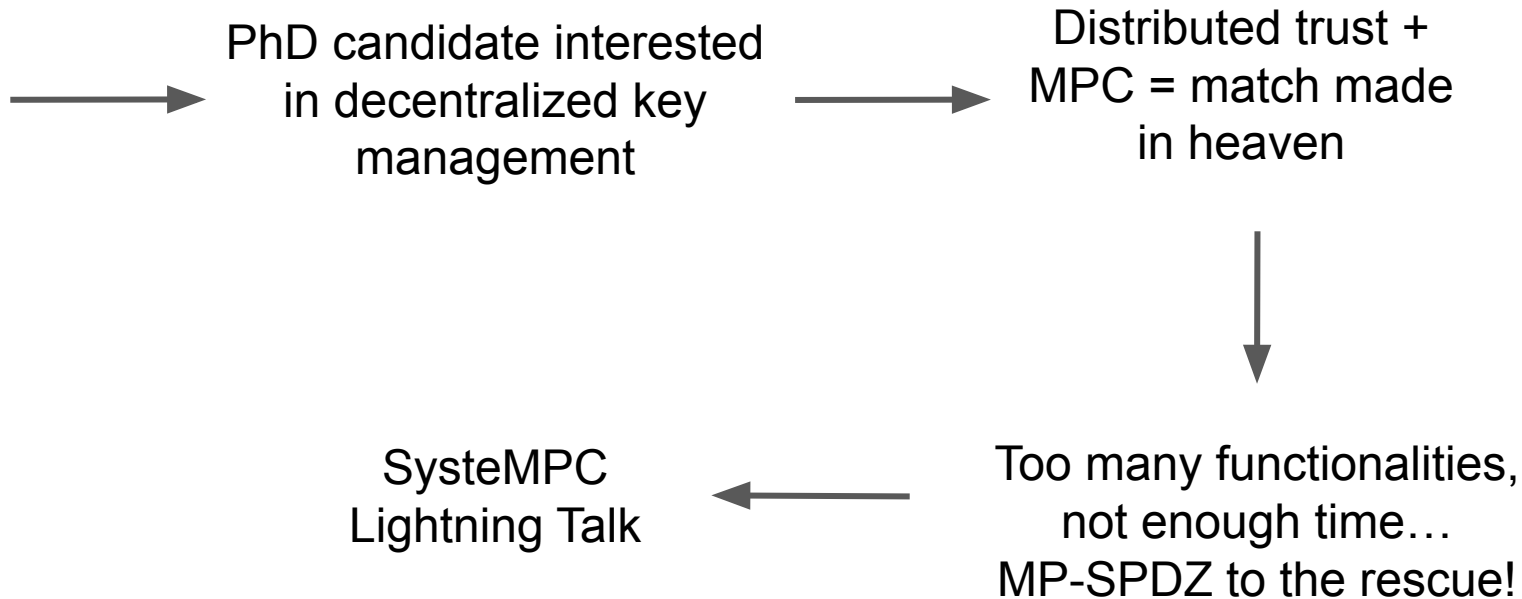 PhD candidate interested
in decentralized key
management
Distributed trust +
MPC = match made
in heaven
Too many functionalities,
not enough time…
MP-SPDZ to the rescue!
SysteMPC
Lightning Talk